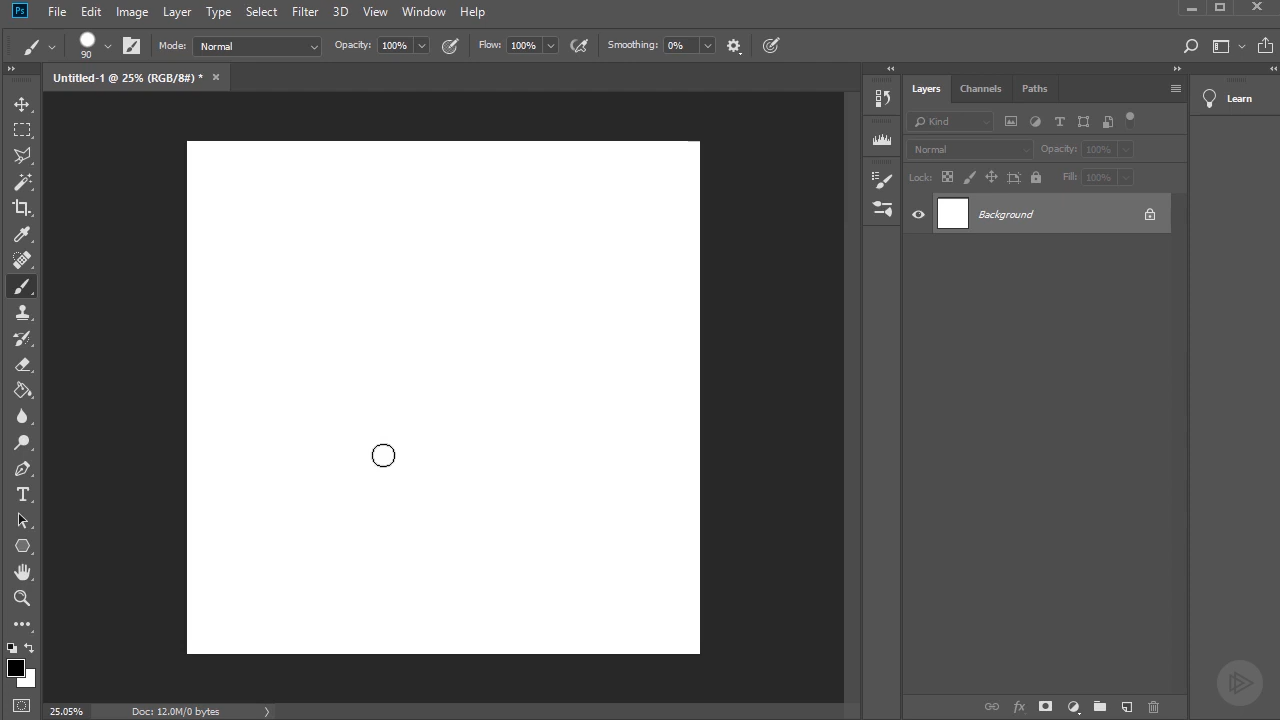 Ps File Edit Image Layer Type Select Filter 3D View Window Help
90 Mode: Normal Opacity: 100% Flow: 100% Smoothing: 0%
Untitled-1 @ 25% (RGB/8#) *
Layers Channels Paths
Learn
Kind
Normal Opacity: 100%
Lock: Fill: 100%
Background
fx
25.05% Doc: 12.0M/0 bytes